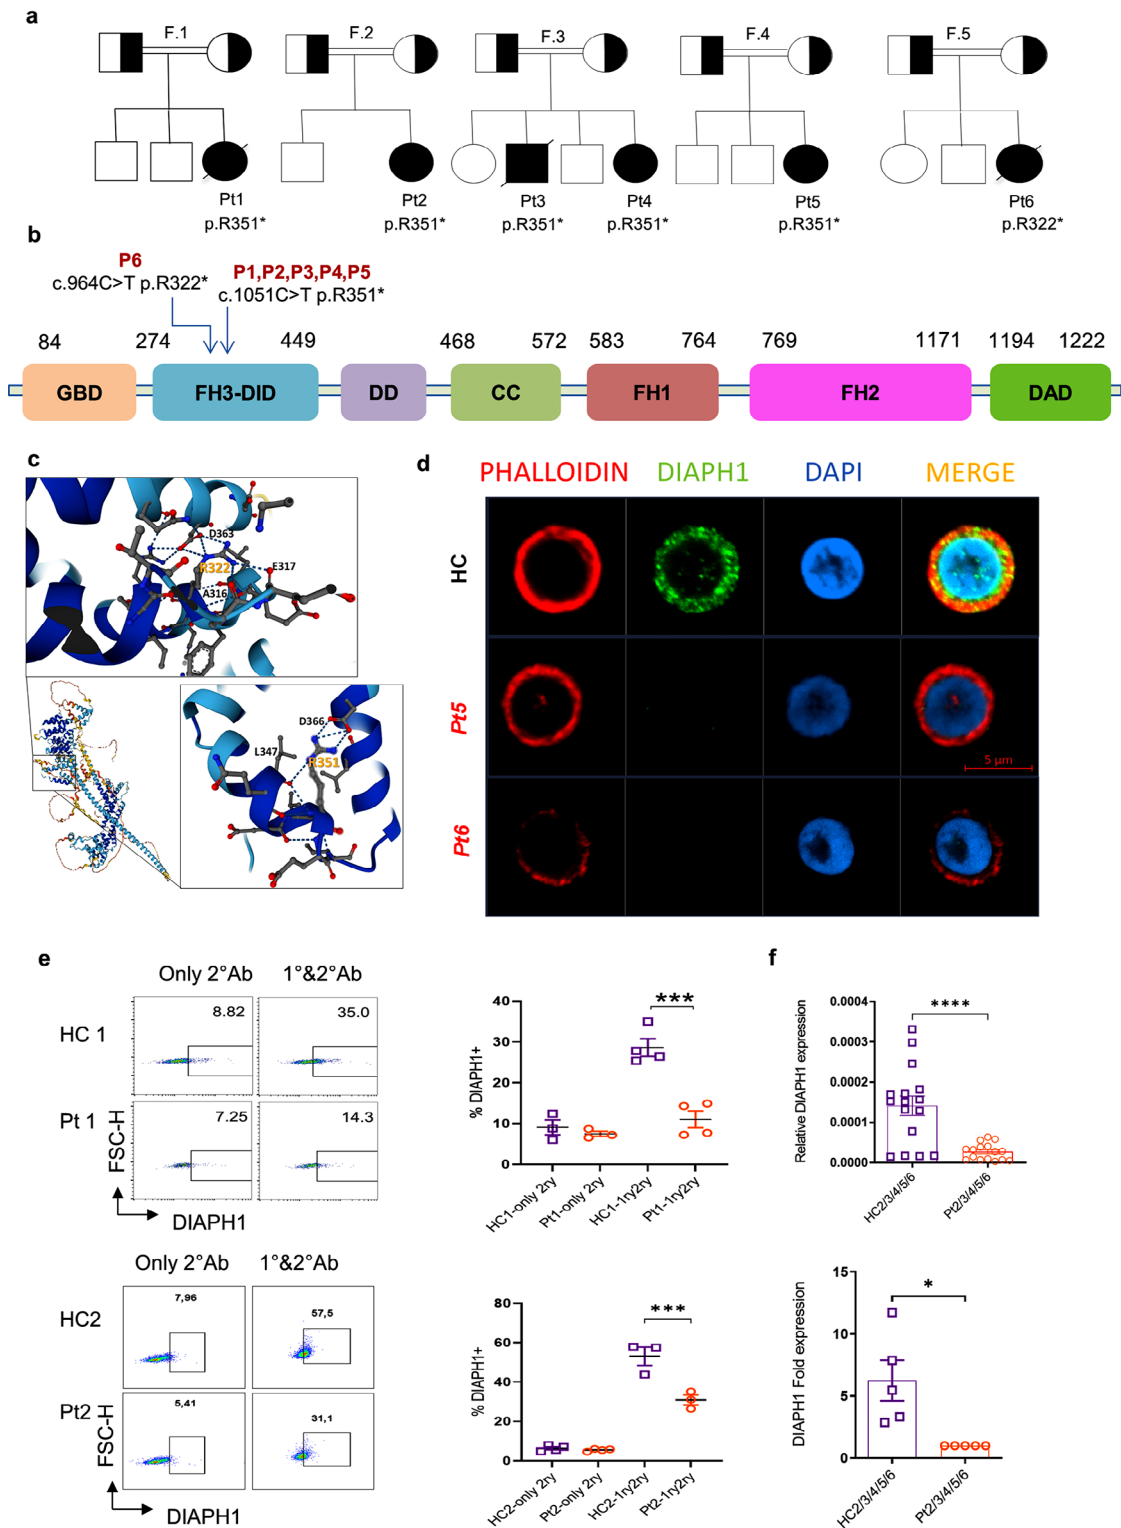 a
F.1 F.2 F.3 F.4 F.5
Pt1 Pt2 Pt3 Pt4 Pt5 Pt6
p.R351* p.R351* p.R351* p.R351* p.R351* p.R322*
b
P6 P1,P2,P3,P4,P5
c.964C>T p.R322* c.1051C>T p.R351*
84 274 449 468 572 583 764 769 1171 1194 1222
GBD FH3-DID DD CC FH1 FH2 DAD
c
D363
R322
E317
A316
D366
L347
R351
d
PHALLOIDIN DIAPH1 DAPI MERGE
HC
Pt5
5 µm
Pt6
e
Only 2°Ab 1°&2°Ab
HC 1
8.82 35.0
Pt 1
7.25 14.3
FSC-H
DIAPH1
% DIAPH1+
40
30
20
10
0
***
HC1-only 2ry
Pt1-only 2ry
HC1-1ry2ry
Pt1-1ry2ry
Only 2°Ab 1°&2°Ab
HC2
7,96 57,5
Pt2
5,41 31,1
FSC-H
DIAPH1
% DIAPH1+
80
60
40
20
0
***
HC2-only 2ry
Pt2-only 2ry
HC2-1ry2ry
Pt2-1ry2ry
f
Relative DIAPH1 expression
0.0004
0.0003
0.0002
0.0001
0.0000
****
HC2/3/4/5/6
Pt2/3/4/5/6
DIAPH1 Fold expression
15
10
5
0
*
HC2/3/4/5/6
Pt2/3/4/5/6